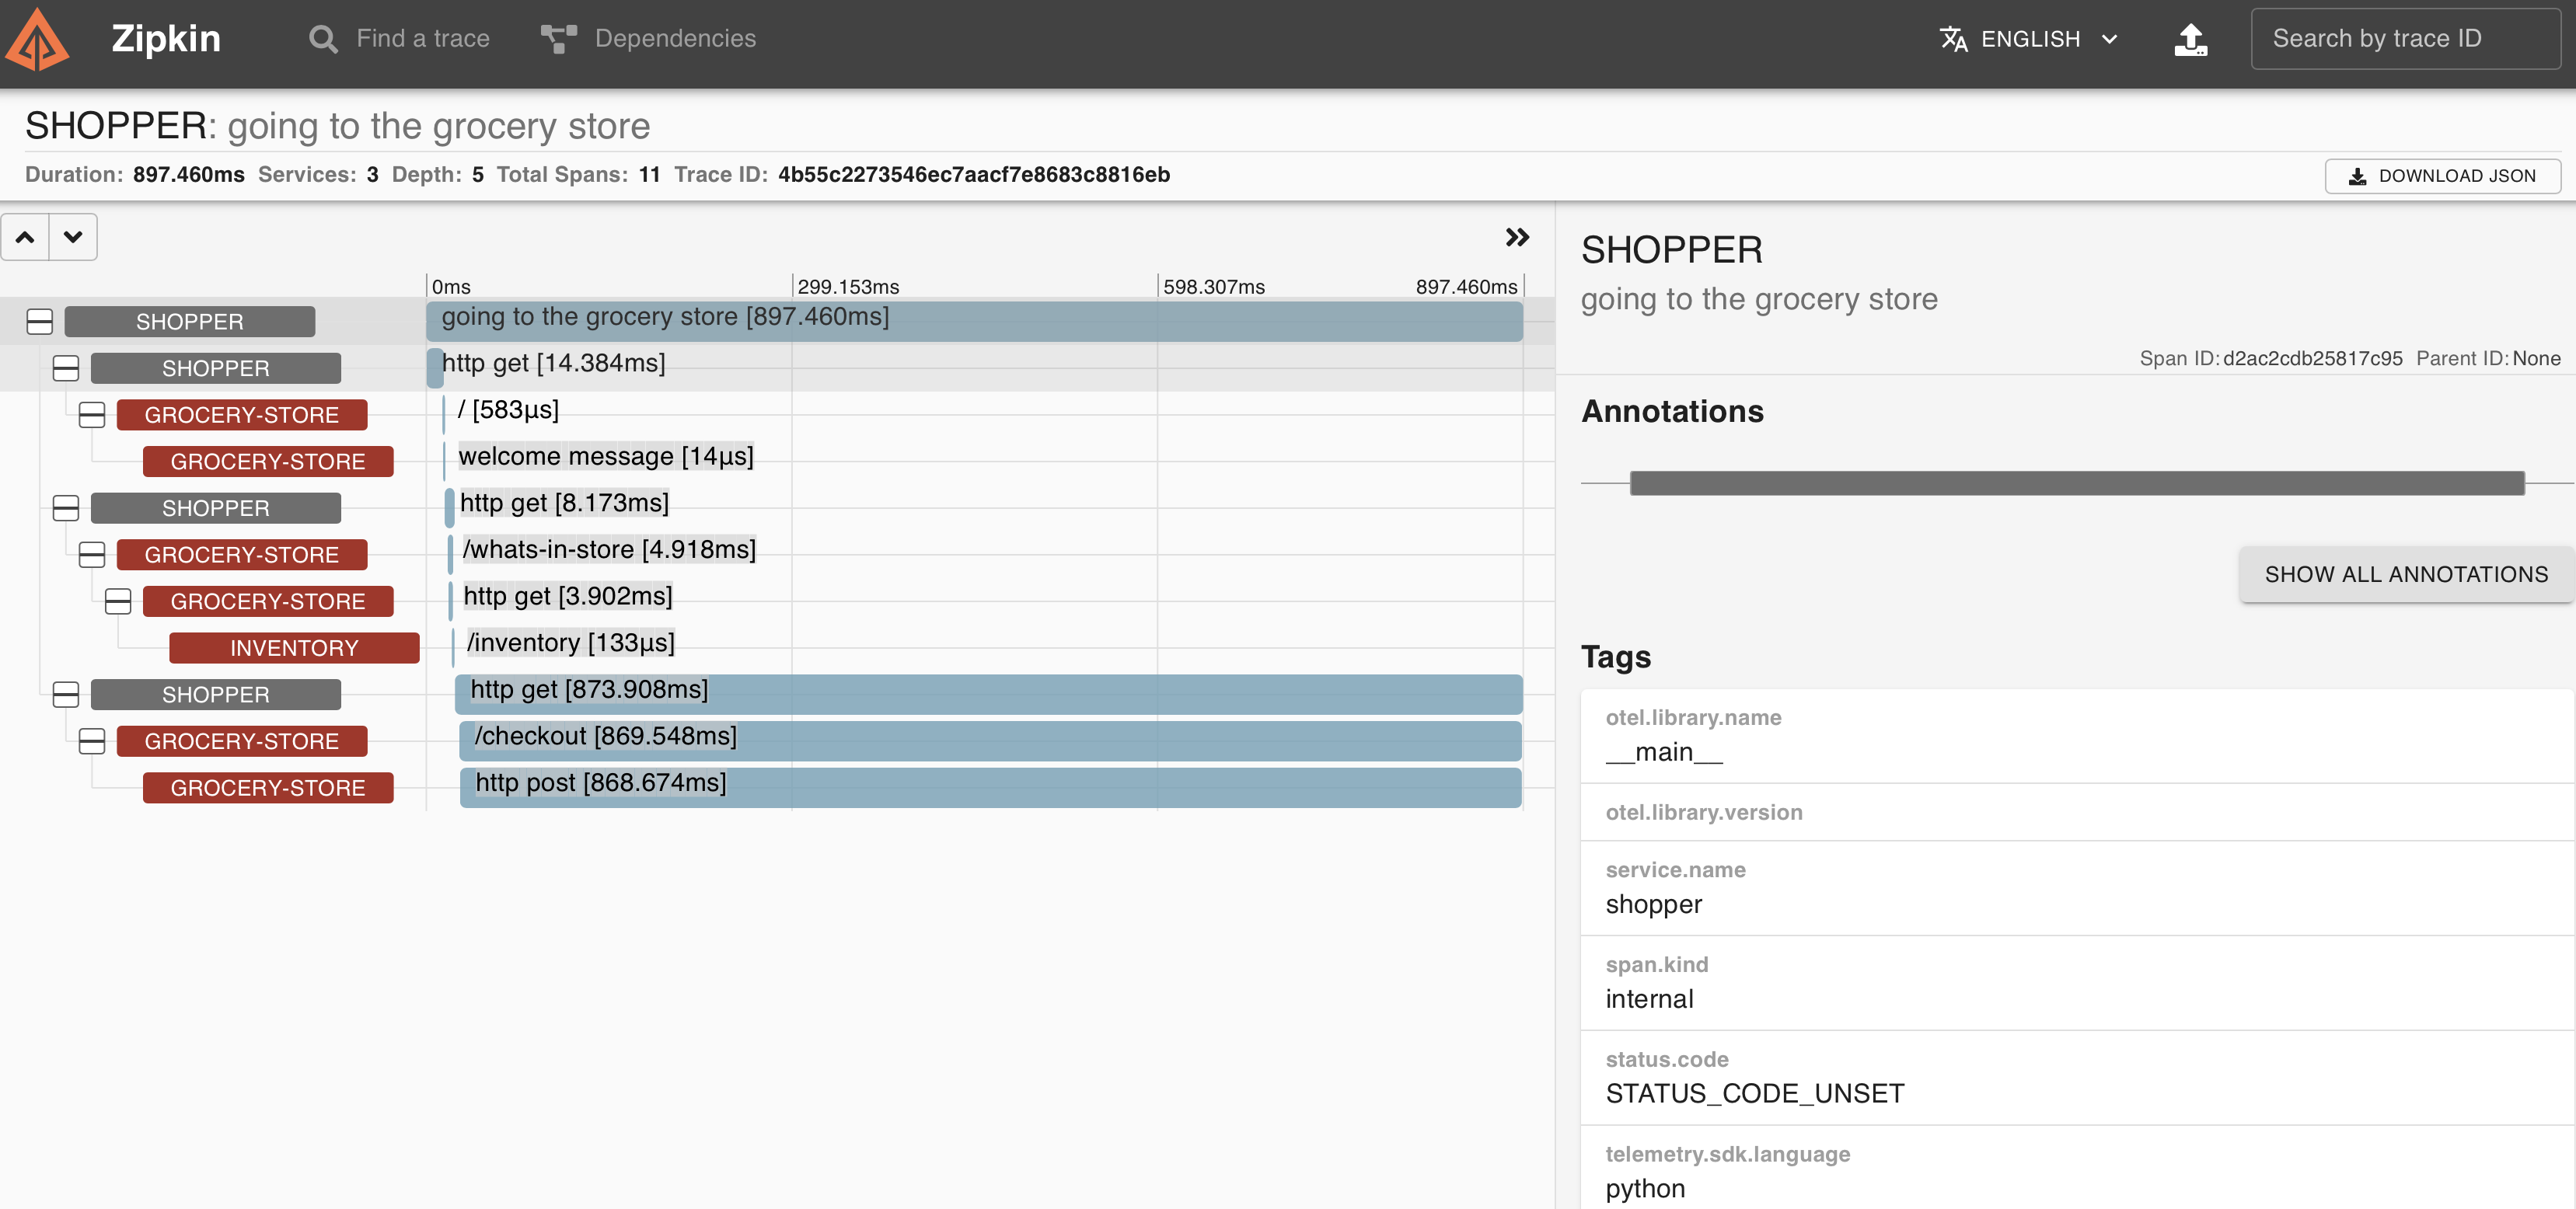 Zipkin
Find a trace
Dependencies
ENGLISH
Search by trace ID
SHOPPER: going to the grocery store
Duration: 897.460ms Services: 3 Depth: 5 Total Spans: 11 Trace ID: 4b55c2273546ec7aacf7e8683c8816eb
DOWNLOAD JSON
0ms 299.153ms 598.307ms 897.460ms
SHOPPER going to the grocery store [897.460ms]
SHOPPER http get [14.384ms]
GROCERY-STORE / [583µs]
GROCERY-STORE welcome message [14µs]
SHOPPER http get [8.173ms]
GROCERY-STORE /whats-in-store [4.918ms]
GROCERY-STORE http get [3.902ms]
INVENTORY /inventory [133µs]
SHOPPER http get [873.908ms]
GROCERY-STORE /checkout [869.548ms]
GROCERY-STORE http post [868.674ms]
SHOPPER
going to the grocery store
Span ID: d2ac2cdb25817c95 Parent ID: None
Annotations
SHOW ALL ANNOTATIONS
Tags
otel.library.name
__main__
otel.library.version
service.name
shopper
span.kind
internal
status.code
STATUS_CODE_UNSET
telemetry.sdk.language
python